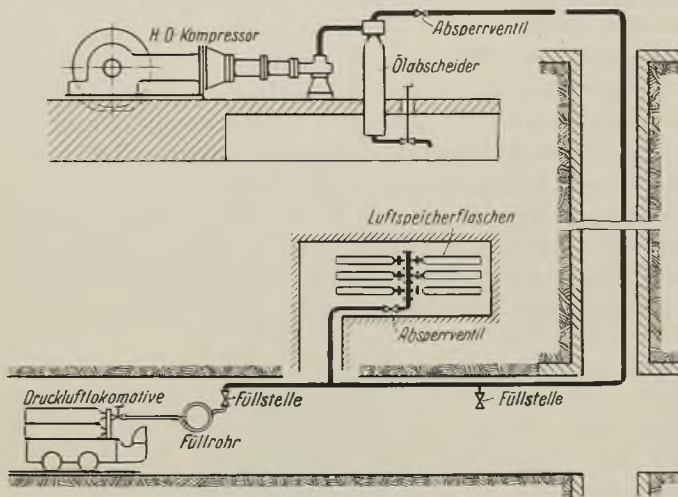 H.D.-Kompressor
Absperrventil
Ölabscheider
Luftspeicherflaschen
Absperrventil
Druckluftlokomotive
Füllstelle
Füllrohr
Füllstelle